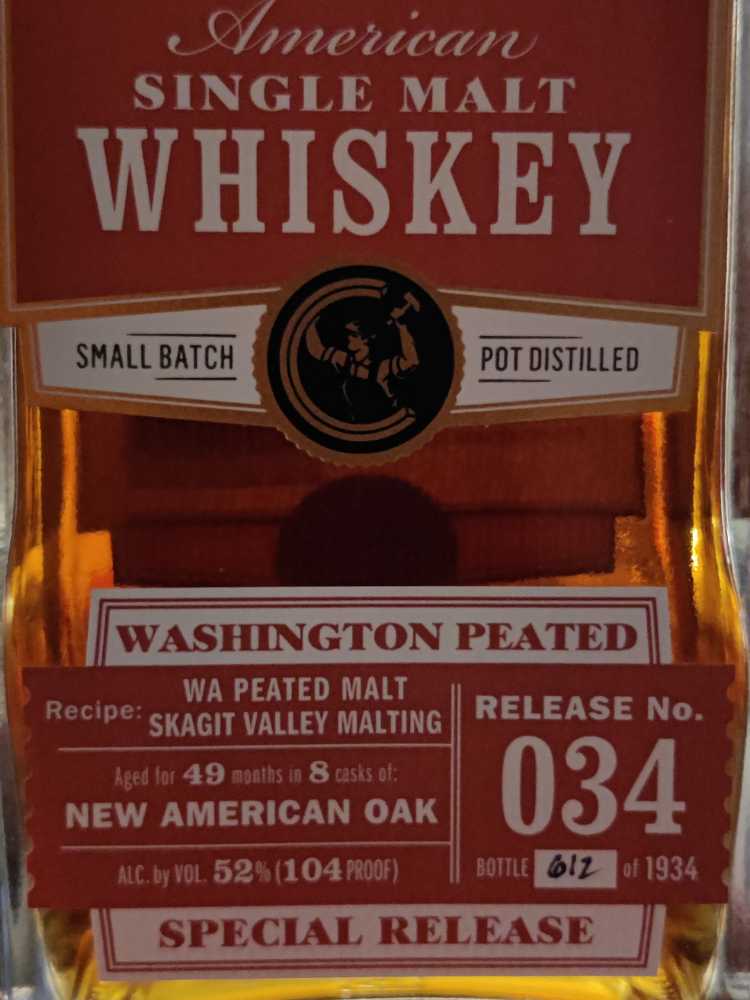 American
SINGLE MALT
WHISKEY
SMALL BATCH
POT DISTILLED
WASHINGTON PEATED
Recipe: WA PEATED MALT
SKAGIT VALLEY MALTING
Aged for 49 months in 8 casks of:
NEW AMERICAN OAK
ALC. by VOL. 52% (104 PROOF)
RELEASE No.
034
BOTTLE 612 of 1934
SPECIAL RELEASE